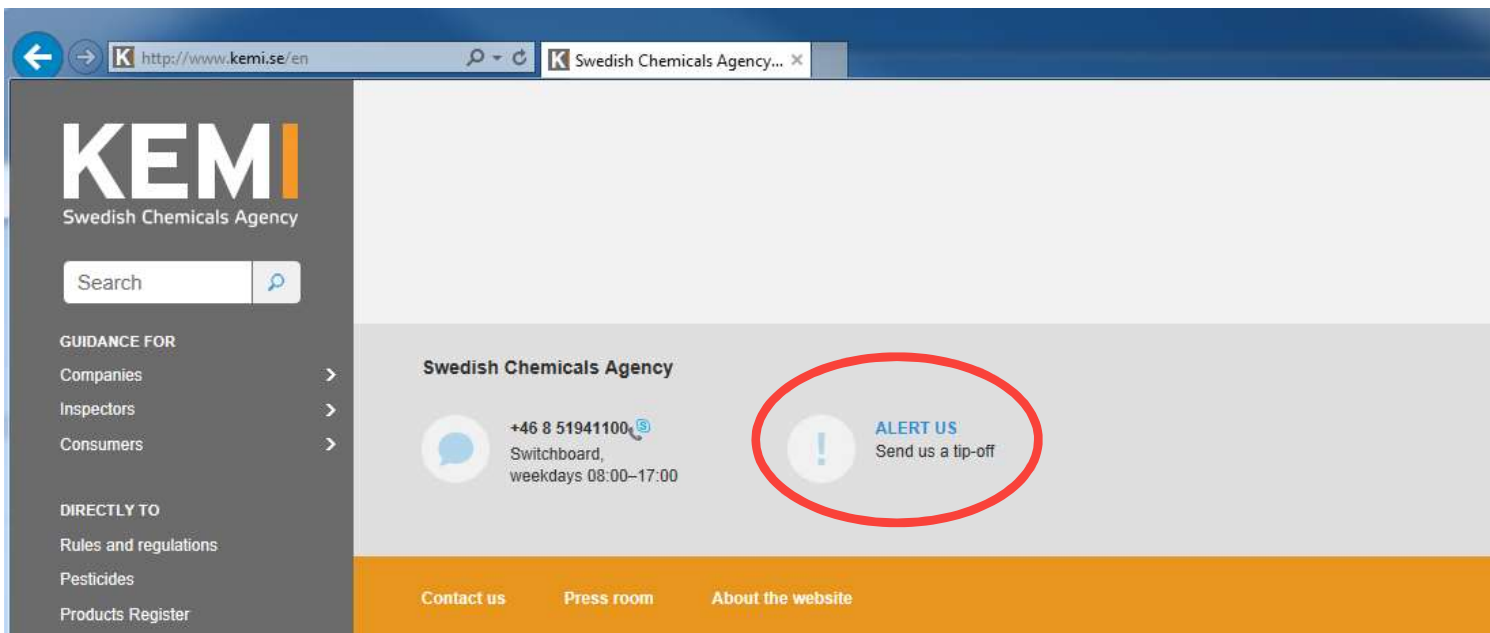 http://www.kemi.se/en
Swedish Chemicals Agency...
KEMI
Swedish Chemicals Agency
Search
GUIDANCE FOR
Companies
Inspectors
Consumers
DIRECTLY TO
Rules and regulations
Pesticides
Products Register
Swedish Chemicals Agency
+46 8 51941100
Switchboard,
weekdays 08:00–17:00
ALERT US
Send us a tip-off
Contact us Press room About the website